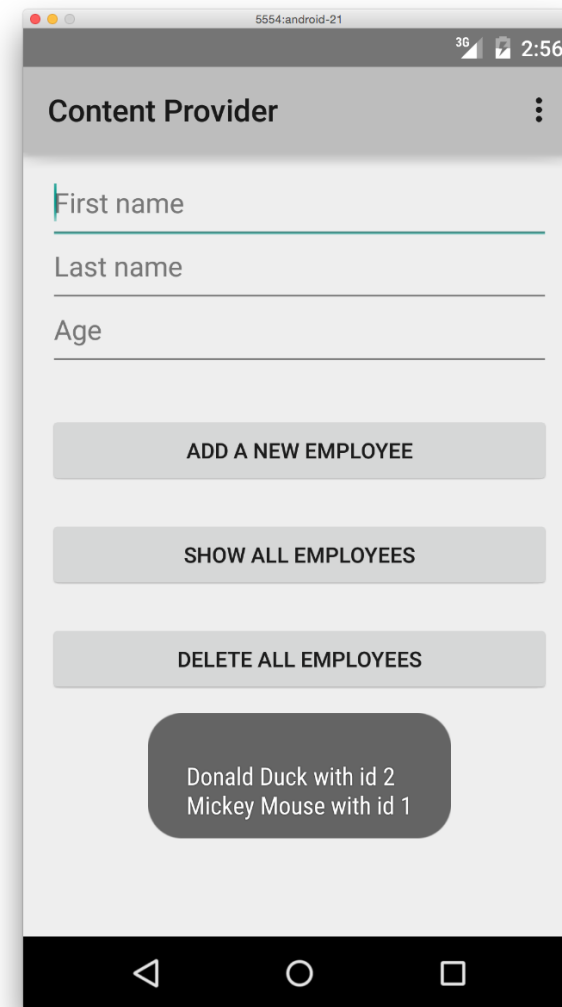 5554:android-21
3G 2:56
Content Provider
First name
Last name
Age
ADD A NEW EMPLOYEE
SHOW ALL EMPLOYEES
DELETE ALL EMPLOYEES
Donald Duck with id 2
Mickey Mouse with id 1